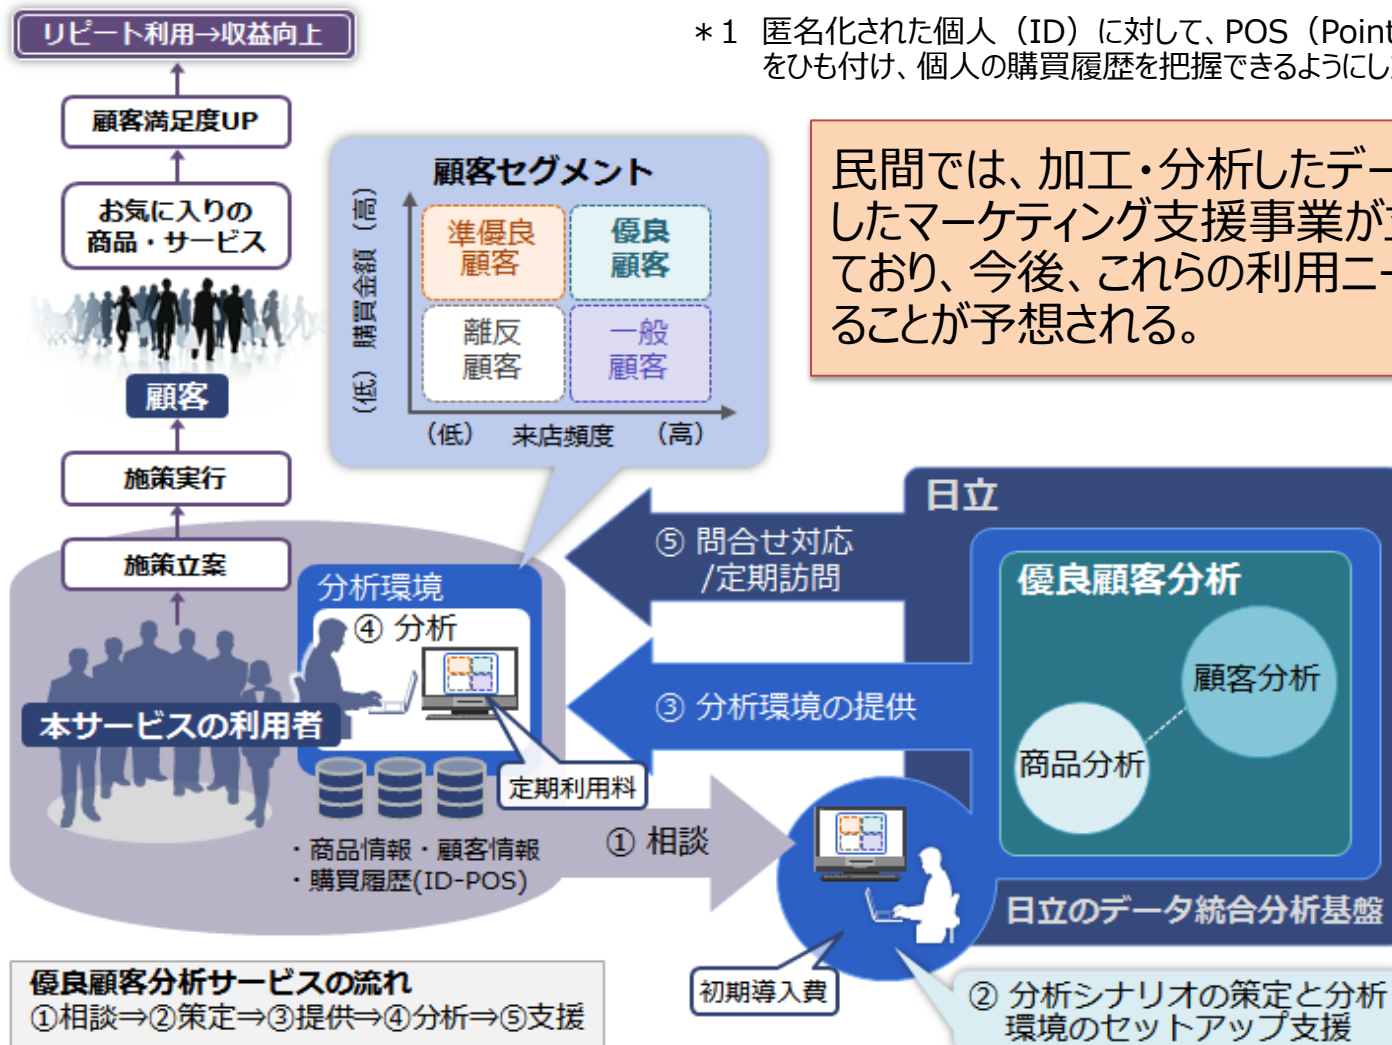 リピート利用→収益向上
顧客満足度UP
お気に入りの
商品・サービス
顧客
施策実行
施策立案
本サービスの利用者
＊1 匿名化された個人（ID）に対して、POS（Point
をひも付け、個人の購買履歴を把握できるようにし
民間では、加工・分析したデー
したマーケティング支援事業が
ており、今後、これらの利用ニー
ることが予想される。
顧客セグメント
（低） 購買金額 （高）
準優良
顧客
優良
顧客
離反
顧客
一般
顧客
（低） 来店頻度 （高）
分析環境
④ 分析
定期利用料
・商品情報・顧客情報
・購買履歴(ID-POS)
日立
⑤ 問合せ対応
/定期訪問
③ 分析環境の提供
① 相談
優良顧客分析
顧客分析
商品分析
日立のデータ統合分析基盤
初期導入費
② 分析シナリオの策定と分析
環境のセットアップ支援
優良顧客分析サービスの流れ
①相談⇒②策定⇒③提供⇒④分析⇒⑤支援